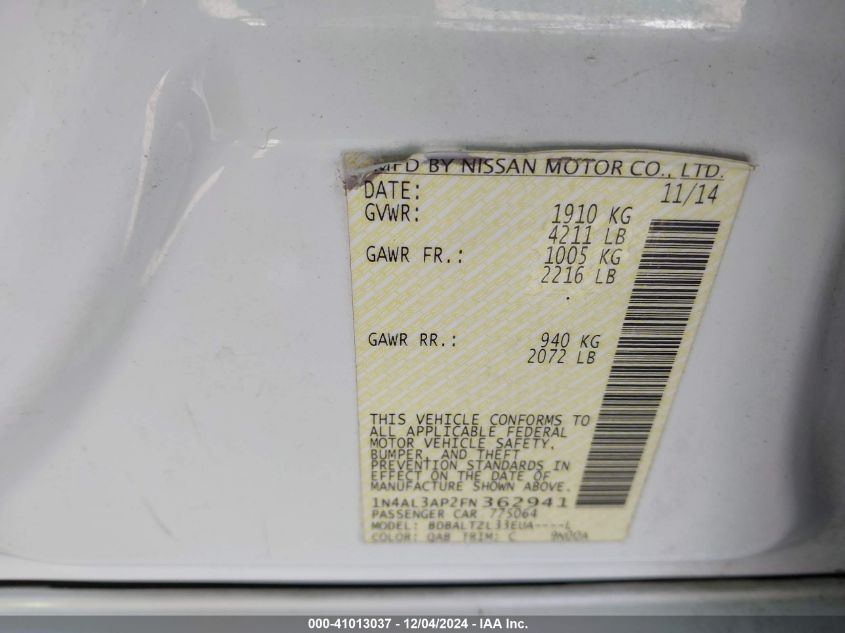 MFD BY NISSAN MOTOR CO., LTD.
DATE: 11/14
GVWR: 1910 KG
4211 LB
GAWR FR.: 1005 KG
2216 LB
GAWR RR.: 940 KG
2072 LB
THIS VEHICLE CONFORMS TO
ALL APPLICABLE FEDERAL
MOTOR VEHICLE SAFETY,
BUMPER, AND THEFT
PREVENTION STANDARDS IN
EFFECT ON THE DATE OF
MANUFACTURE SHOWN ABOVE.
1N4AL3AP2FN362941
PASSENGER CAR 775064
MODEL: BDBALTZL33EUA----L
COLOR: QAB TRIM: C 9N00A
000-41013037 - 12/04/2024 - IAA Inc.